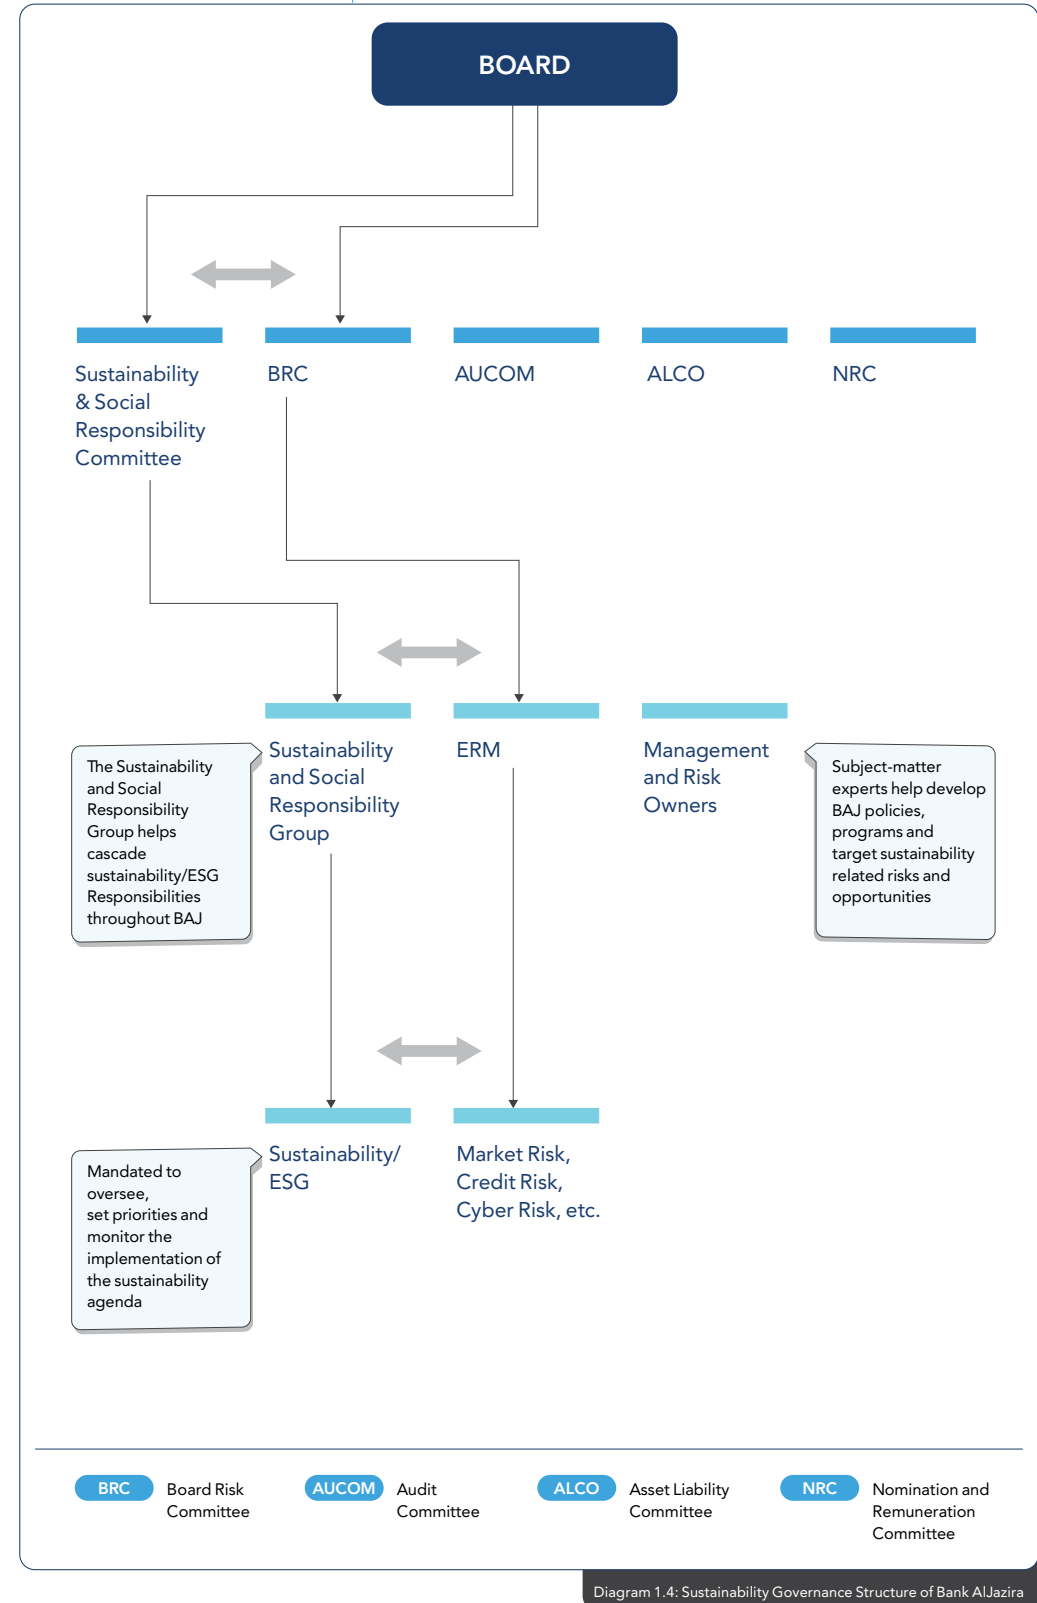 BOARD
Sustainability
& Social
Responsibility
Committee
BRC
AUCOM
ALCO
NRC
The Sustainability
and Social
Responsibility
Group helps
cascade
sustainability/ESG
Responsibilities
throughout BAJ
Sustainability
and Social
Responsibility
Group
ERM
Management
and Risk
Owners
Subject-matter
experts help develop
BAJ policies,
programs and
target sustainability
related risks and
opportunities
Mandated to
oversee,
set priorities and
monitor the
implementation of
the sustainability
agenda
Sustainability/
ESG
Market Risk,
Credit Risk,
Cyber Risk, etc.
BRC
Board Risk
Committee
AUCOM
Audit
Committee
ALCO
Asset Liability
Committee
NRC
Nomination and
Remuneration
Committee
Diagram 1.4: Sustainability Governance Structure of Bank AlJazira